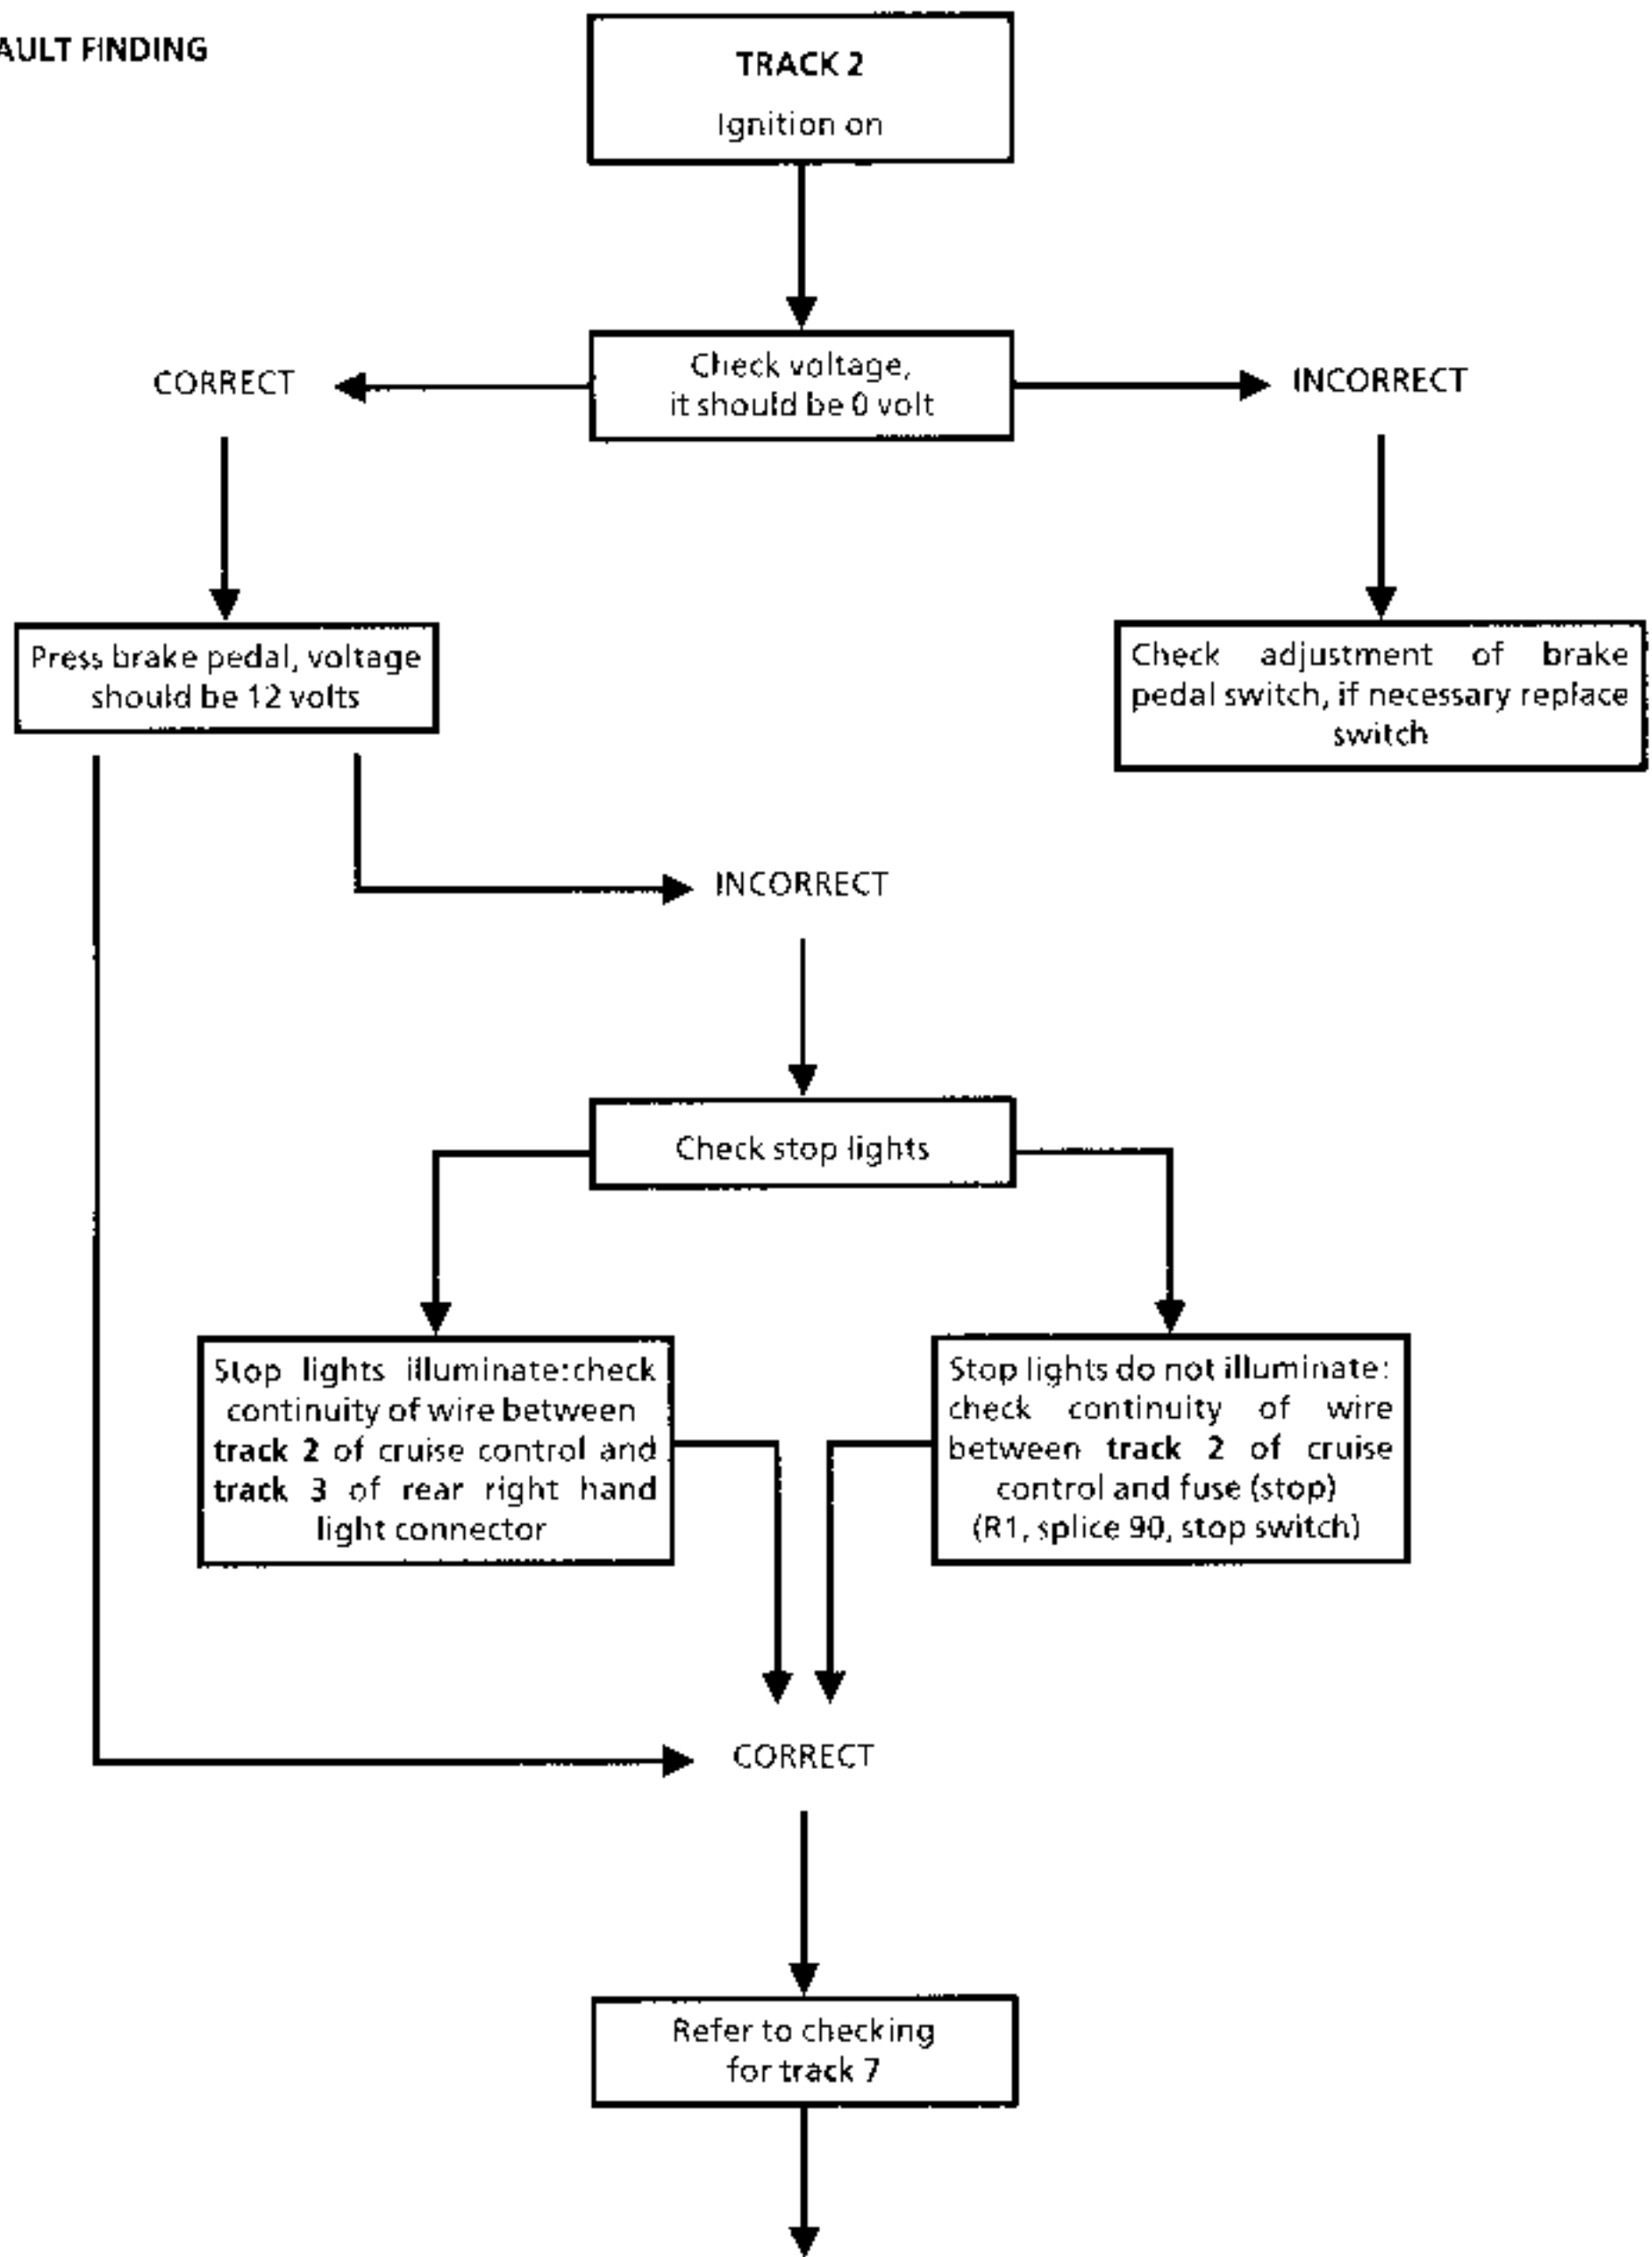 AULT FINDING
TRACK 2
Ignition on
Check voltage,
it should be 0 volt
CORRECT
INCORRECT
Press brake pedal, voltage
should be 12 volts
Check adjustment of brake
pedal switch, if necessary replace
switch
INCORRECT
Check stop lights
Stop lights illuminate:check
continuity of wire between
track 2 of cruise control and
track 3 of rear right hand
light connector
Stop lights do not illuminate:
check continuity of wire
between track 2 of cruise
control and fuse (stop)
(R1, splice 90, stop switch)
CORRECT
Refer to checking
for track 7